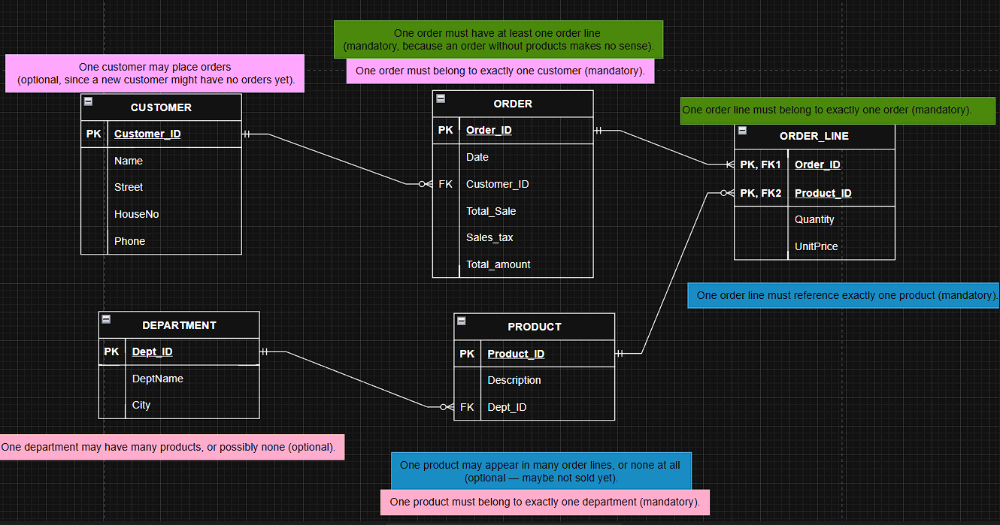 One order must have at least one order line
(mandatory, because an order without products makes no sense).
One customer may place orders
(optional, since a new customer might have no orders yet).
One order must belong to exactly one customer (mandatory).
CUSTOMER
PK Customer_ID
Name
Street
HouseNo
Phone
ORDER
PK Order_ID
Date
FK Customer_ID
Total_Sale
Sales_tax
Total_amount
One order line must belong to exactly one order (mandatory).
ORDER_LINE
PK, FK1 Order_ID
PK, FK2 Product_ID
Quantity
UnitPrice
One order line must reference exactly one product (mandatory).
DEPARTMENT
PK Dept_ID
DeptName
City
PRODUCT
PK Product_ID
Description
FK Dept_ID
One department may have many products, or possibly none (optional).
One product may appear in many order lines, or none at all
(optional — maybe not sold yet).
One product must belong to exactly one department (mandatory).